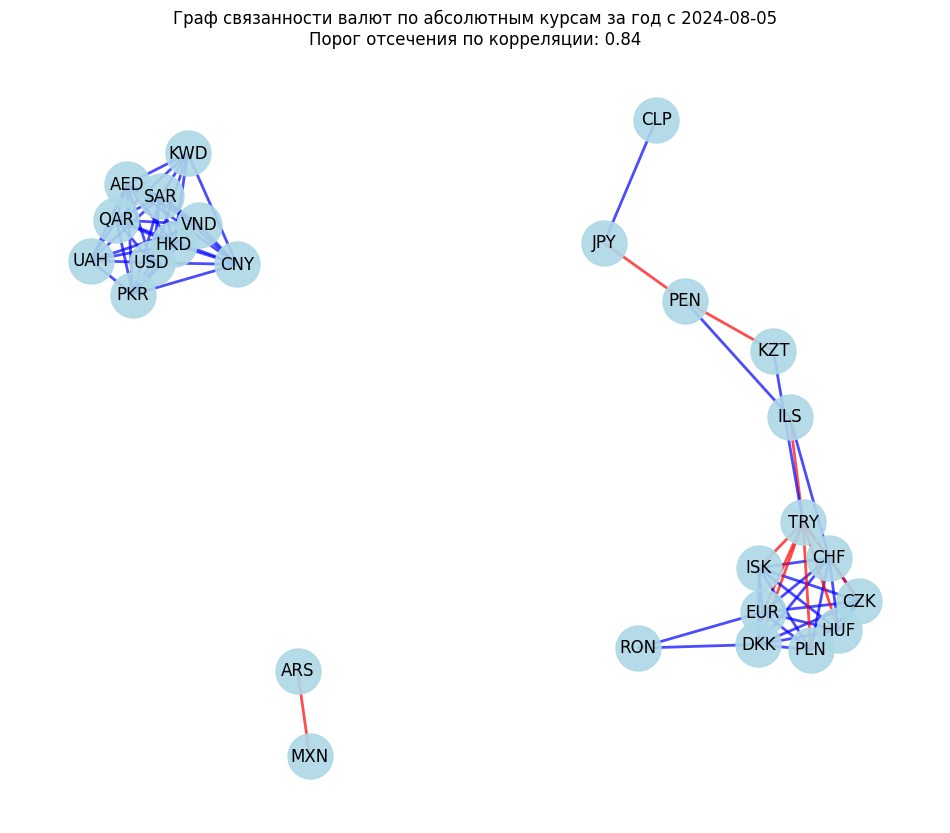 Граф связанности валют по абсолютным курсам за год с 2024-08-05
Порог отсечения по корреляции: 0.84
CLP
KWD
AED
SAR
QAR
VND
JPY
HKD
UAH
USD
CNY
PKR
PEN
KZT
ILS
TRY
CHF
ISK
CZK
EUR
HUF
RON
DKK
PLN
ARS
MXN